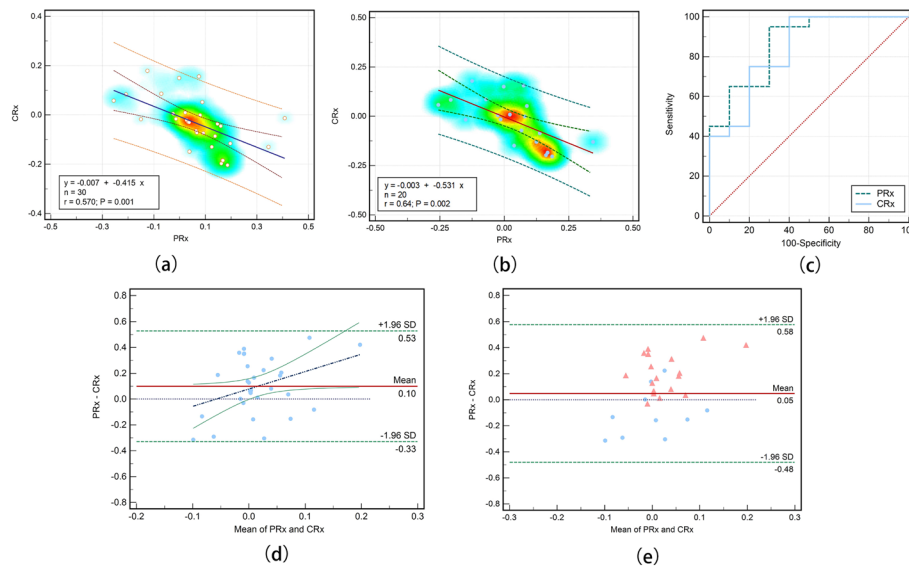 0.4
0.2
0.0
-0.2
-0.4
CRx
-0.5
-0.3
-0.1
0.1
0.3
0.5
PRx
y = -0.007 + -0.415 x
n = 30
r = 0.570; P = 0.001
(a)
0.50
0.25
0.00
-0.25
-0.50
CRx
-0.50
-0.25
0.00
0.25
0.50
PRx
y = -0.003 + -0.531 x
n = 20
r = 0.64; P = 0.002
(b)
100
80
60
40
20
0
Sensitivity
0
20
40
60
80
100
100-Specificity
PRx
CRx
(c)
0.8
0.6
0.4
0.2
0.0
-0.2
-0.4
-0.6
-0.8
PRx - CRx
+1.96 SD
0.53
Mean
0.10
-1.96 SD
-0.33
-0.2
-0.1
0.0
0.1
0.2
0.3
Mean of PRx and CRx
(d)
0.8
0.6
0.4
0.2
0.0
0.2
0.4
0.6
0.8
PRx - CRx
+1.96 SD
0.58
Mean
0.05
-1.96 SD
-0.48
-0.3
-0.2
-0.1
0.0
0.1
0.2
0.3
Mean of PRx and CRx
(e)